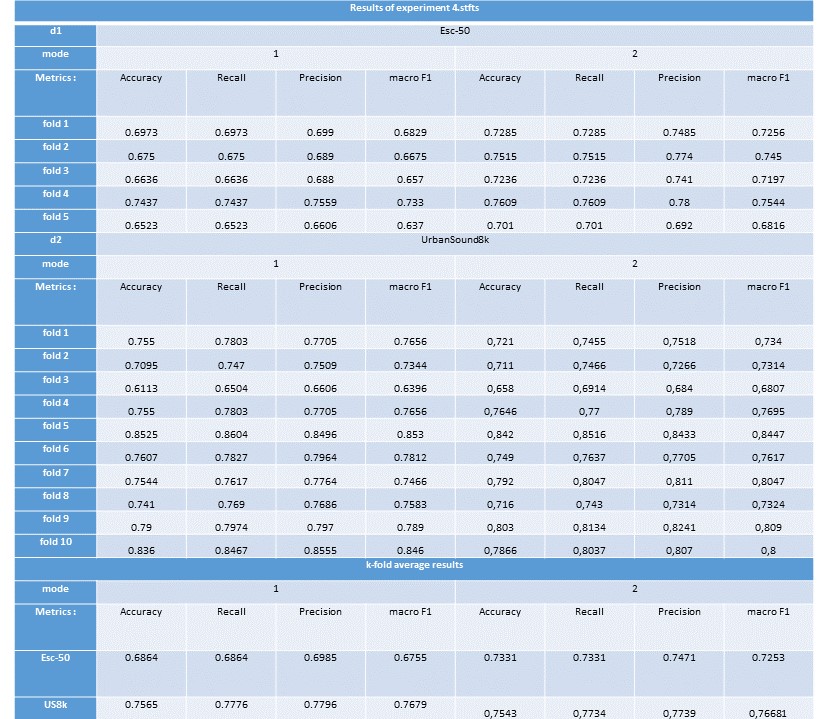 Results of experiment 4.stfts
d1 Esc-50
mode 1 2
Metrics: Accuracy Recall Precision macro F1 Accuracy Recall Precision macro F1
fold 1 0.6973 0.6973 0.699 0.6829 0.7285 0.7285 0.7485 0.7256
fold 2 0.675 0.675 0.689 0.6675 0.7515 0.7515 0.774 0.745
fold 3 0.6636 0.6636 0.688 0.657 0.7236 0.7236 0.741 0.7197
fold 4 0.7437 0.7437 0.7559 0.733 0.7609 0.7609 0.78 0.7544
fold 5 0.6523 0.6523 0.6606 0.637 0.701 0.701 0.692 0.6816
d2 UrbanSound8k
mode 1 2
Metrics: Accuracy Recall Precision macro F1 Accuracy Recall Precision macro F1
fold 1 0.755 0.7803 0.7705 0.7656 0,721 0,7455 0,7518 0,734
fold 2 0.7095 0.747 0.7509 0.7344 0,711 0,7466 0,7266 0,7314
fold 3 0.6113 0.6504 0.6606 0.6396 0,658 0,6914 0,684 0,6807
fold 4 0.755 0.7803 0.7705 0.7656 0,7646 0,77 0,789 0,7695
fold 5 0.8525 0.8604 0.8496 0.853 0,842 0,8516 0,8433 0,8447
fold 6 0.7607 0.7827 0.7964 0.7812 0,749 0,7637 0,7705 0,7617
fold 7 0.7544 0.7617 0.7764 0.7466 0,792 0,8047 0,811 0,8047
fold 8 0.741 0.769 0.7686 0.7583 0,716 0,743 0,7314 0,7324
fold 9 0.79 0.7974 0.797 0.789 0,803 0,8134 0,8241 0,809
fold 10 0.836 0.8467 0.8555 0.846 0,7866 0,8037 0,807 0,8
k-fold average results
mode 1 2
Metrics: Accuracy Recall Precision macro F1 Accuracy Recall Precision macro F1
Esc-50 0.6864 0.6864 0.6985 0.6755 0.7331 0.7331 0.7471 0.7253
US8k 0.7565 0.7776 0.7796 0.7679 0,7543 0,7734 0,7739 0,76681